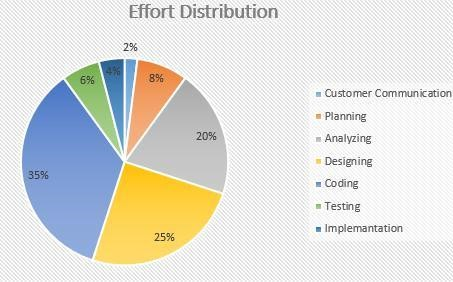 Effort Distribution
2%
4%
8%
6%
20%
35%
25%
Customer Communication
Planning
Analyzing
Designing
Coding
Testing
Implemantation